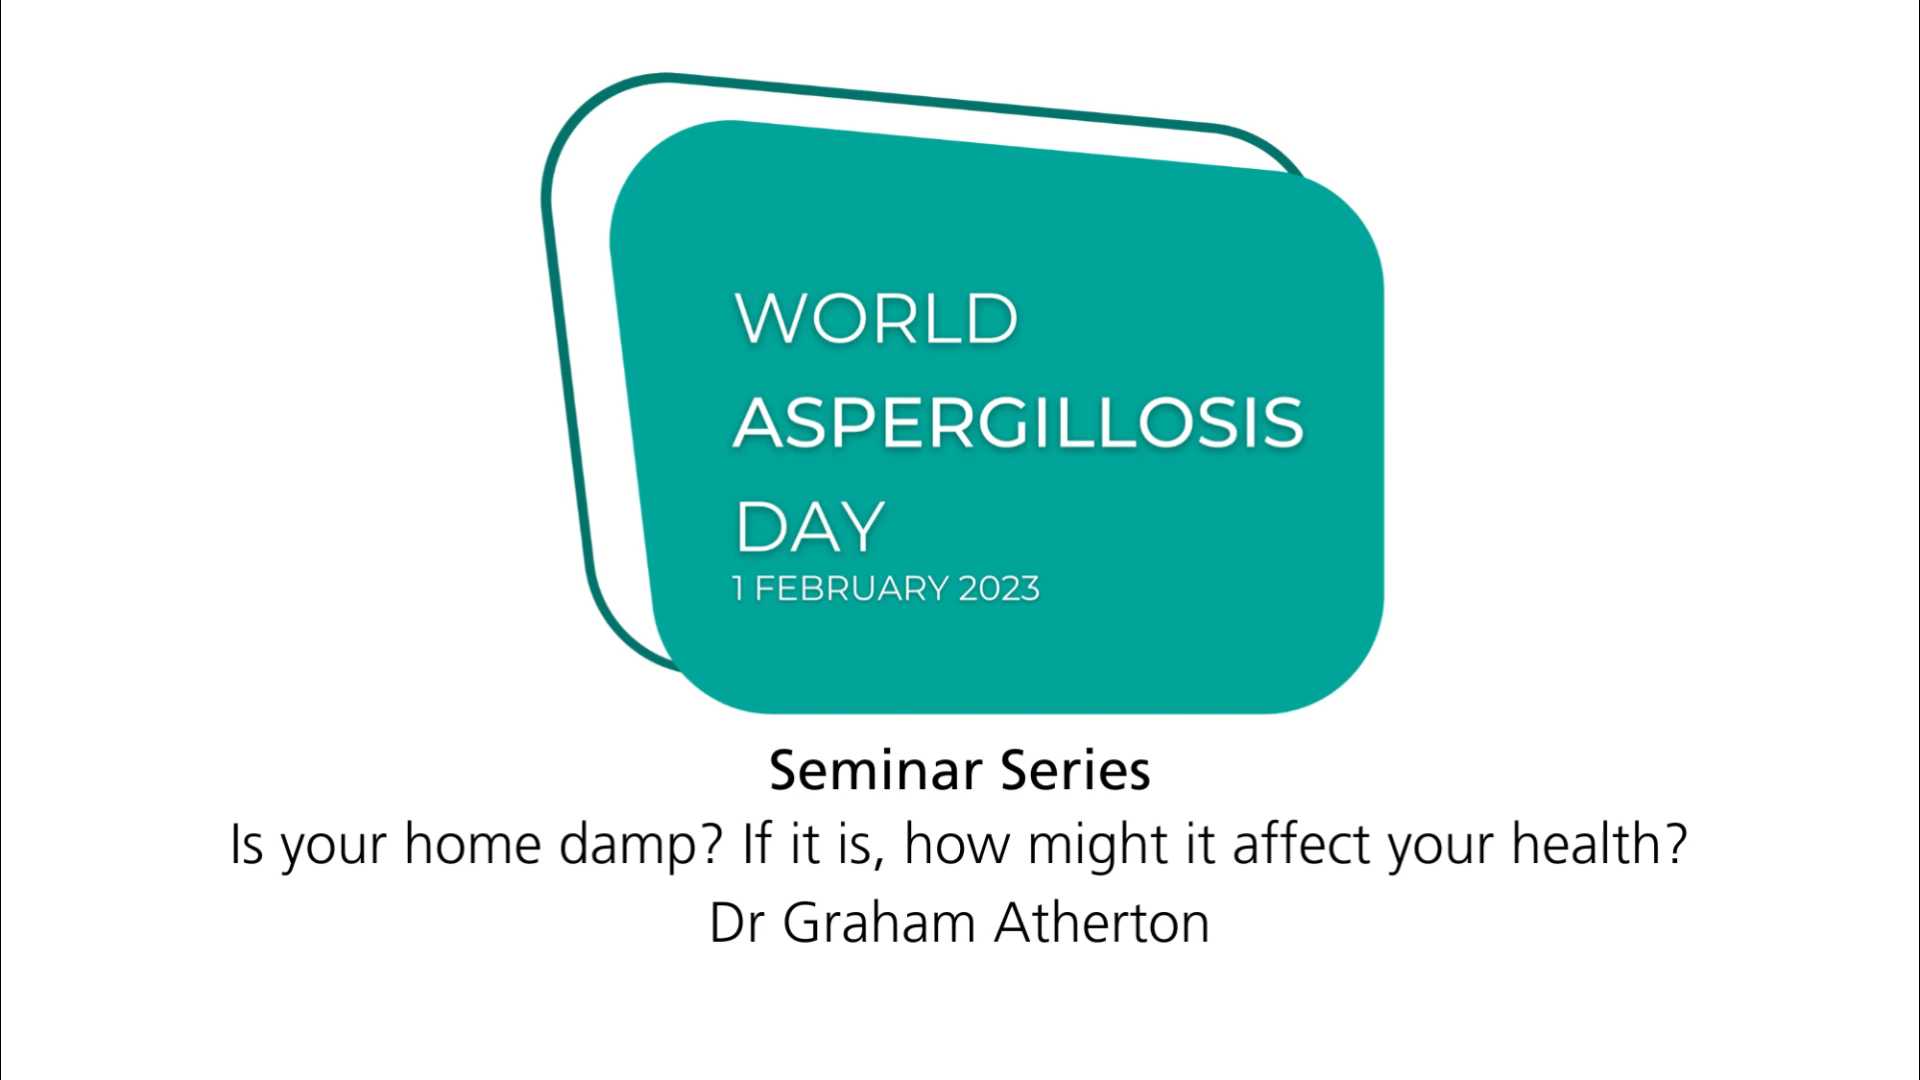 WORLD
ASPERGILLOSIS
DAY
1 FEBRUARY 2023
Seminar Series
Is your home damp? If it is, how might it affect your health?
Dr Graham Atherton